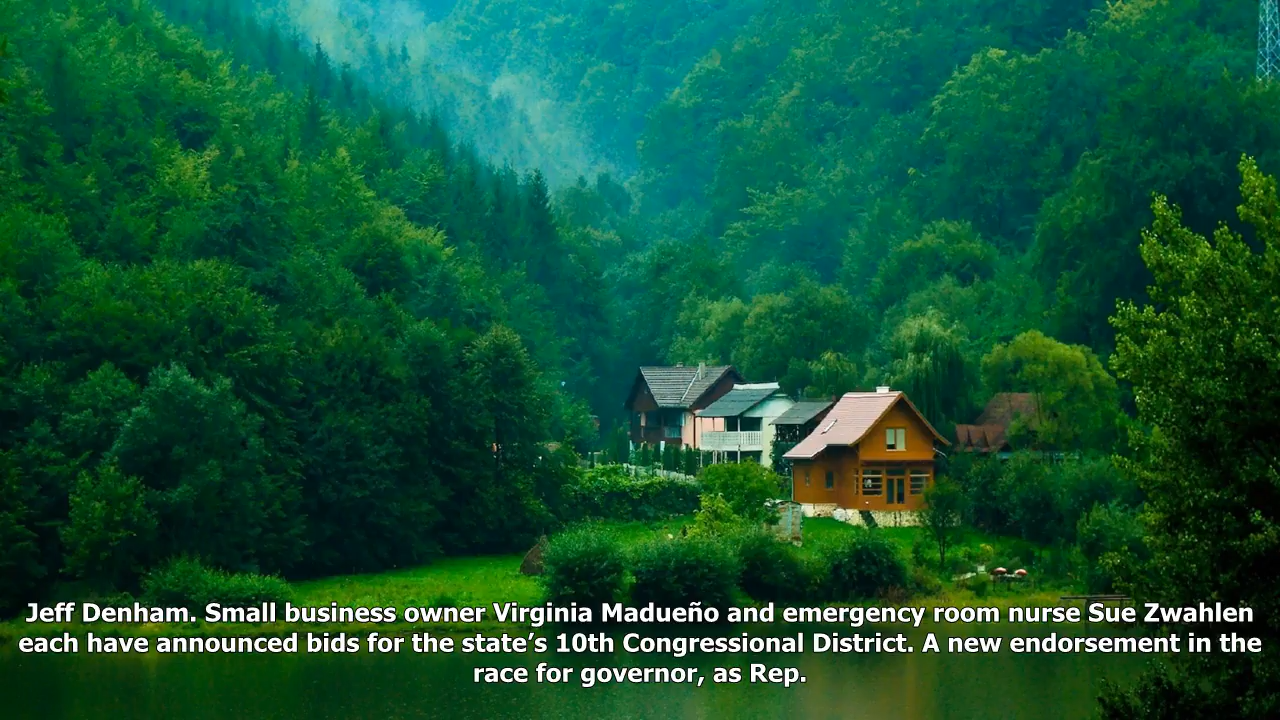 Jeff Denham. Small business owner Virginia Madueño and emergency room nurse Sue Zwahlen
each have announced bids for the state’s 10th Congressional District. A new endorsement in the
race for governor, as Rep.